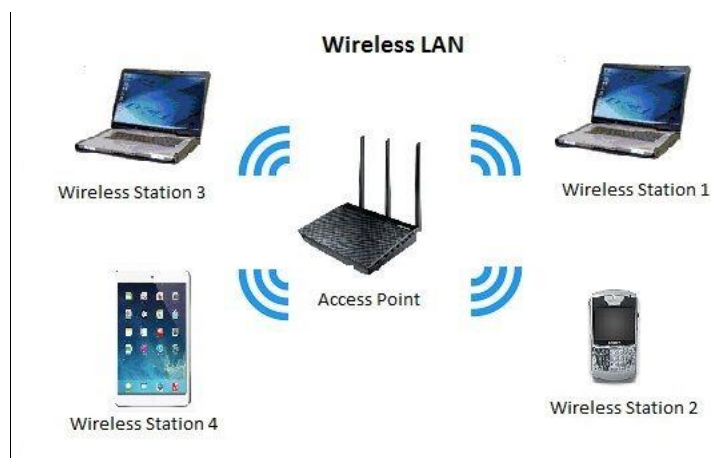 Wireless LAN
Wireless Station 3
Wireless Station 1
Access Point
Wireless Station 4
Wireless Station 2